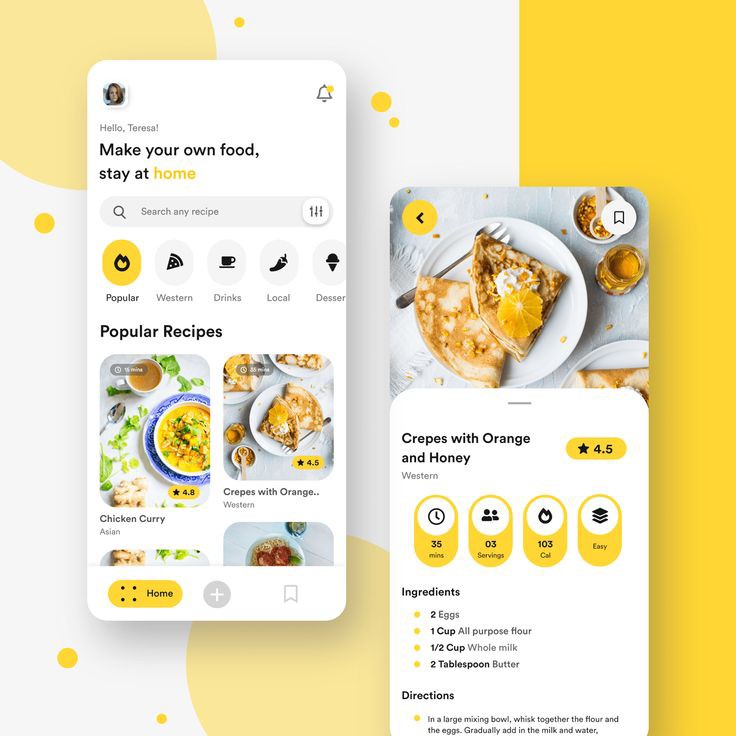 Hello, Teresa!
Make your own food,
stay at home
Search any recipe
Popular
Western
Drinks
Local
Desser
Popular Recipes
15 mins
4.8
Chicken Curry
Asian
35 mins
4.5
Crepes with Orange..
Western
Home
Crepes with Orange
and Honey
4.5
Western
35
mins
03
Servings
103
Cal
Easy
Ingredients
2 Eggs
1 Cup All purpose flour
1/2 Cup Whole milk
2 Tablespoon Butter
Directions
In a large mixing bowl, whisk together the flour and
the eggs. Gradually add in the milk and water,